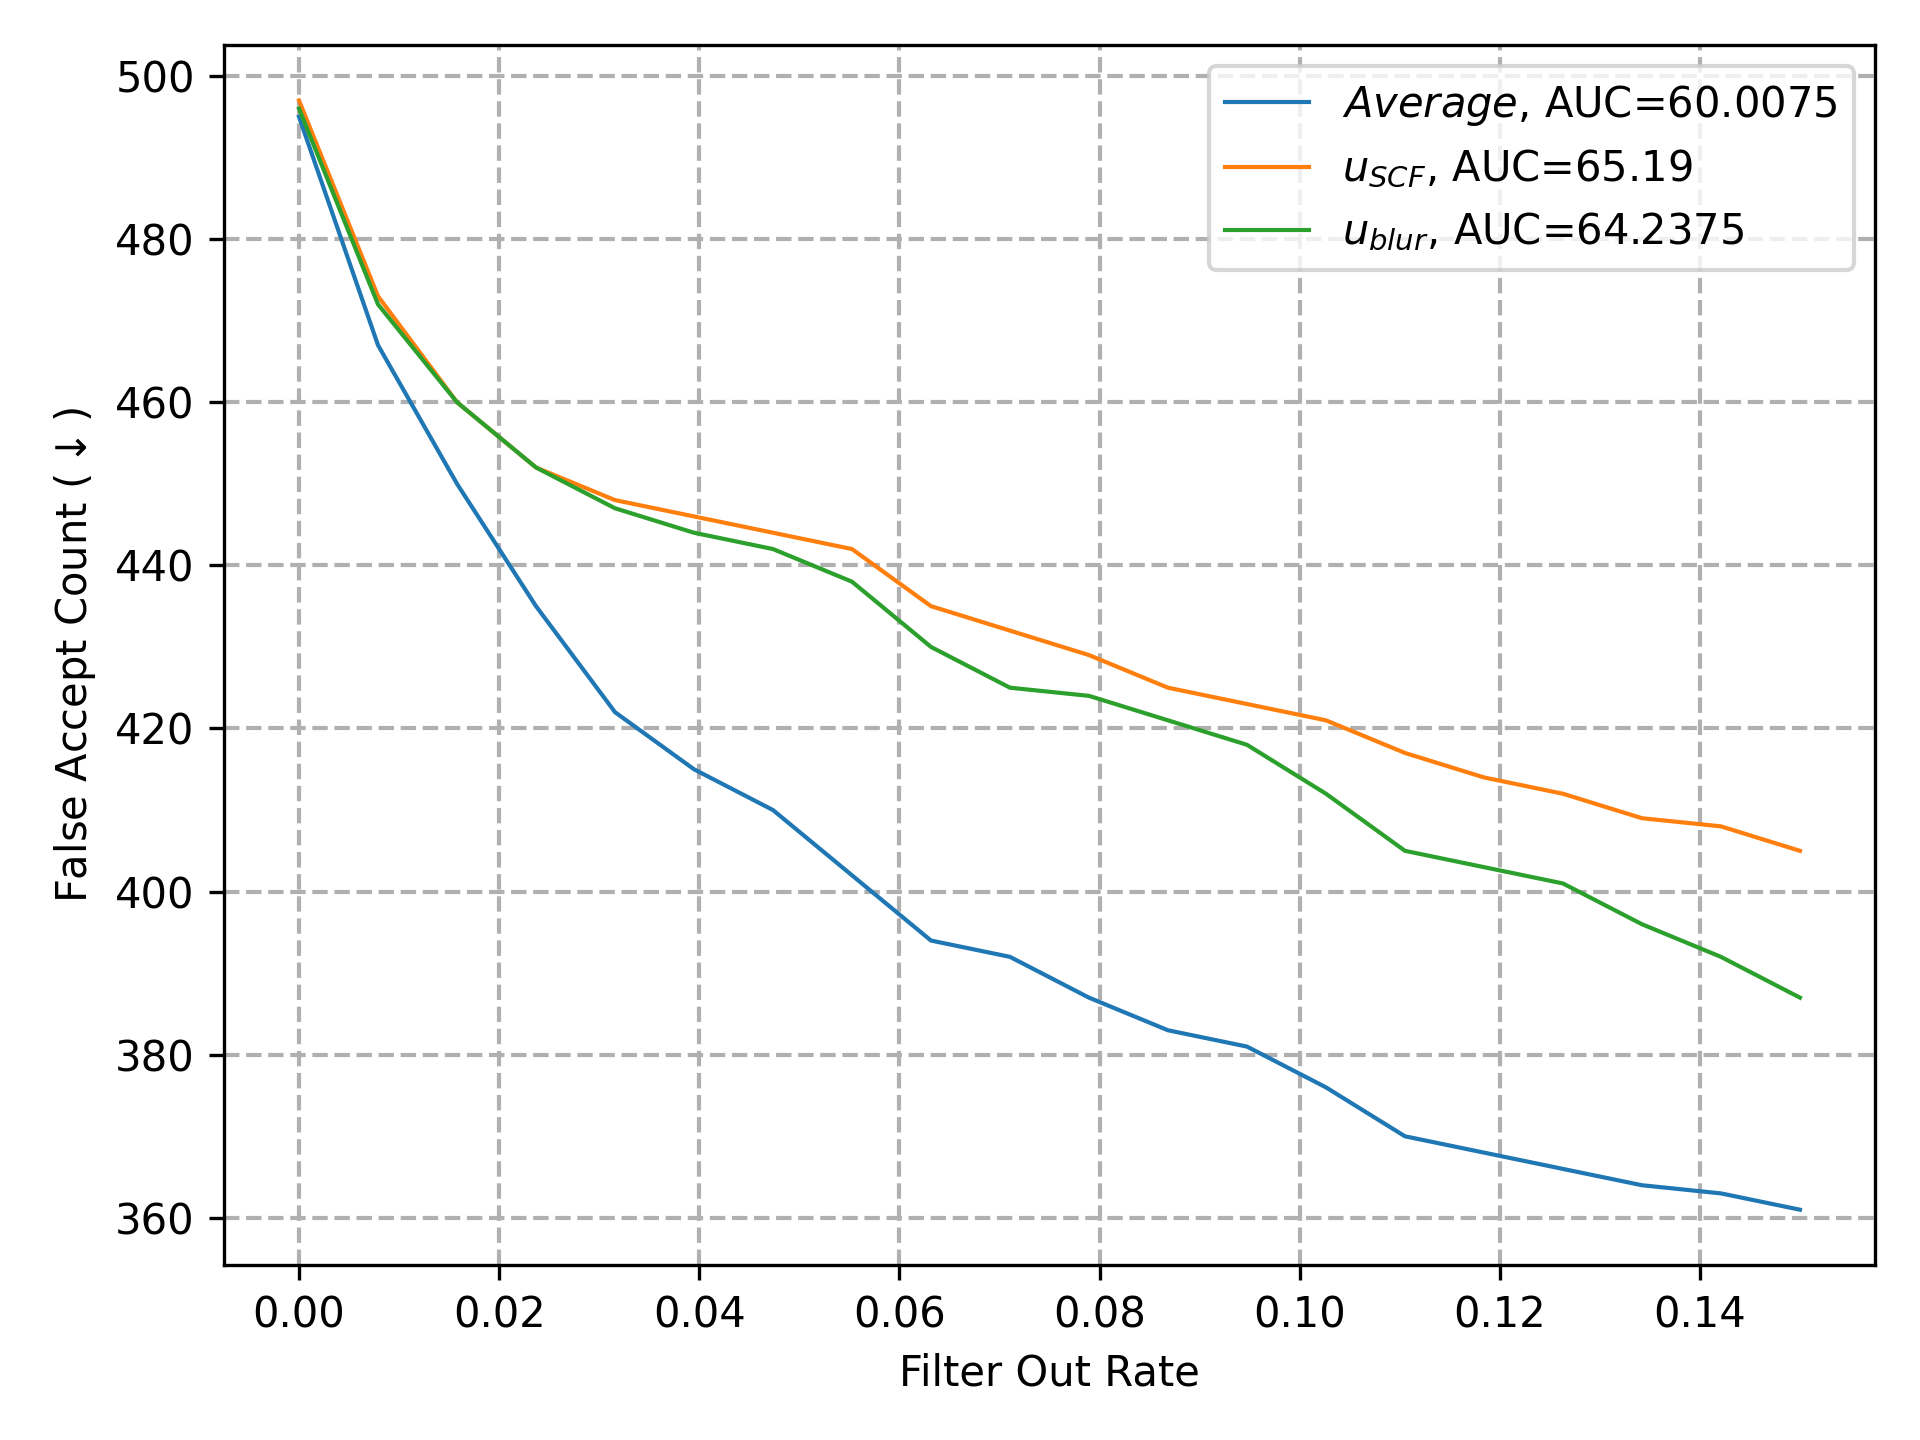 500
480
460
440
420
400
380
360
False Accept Count ( ↓ )
Average, AUC=60.0075
u_SCF, AUC=65.19
u_blur, AUC=64.2375
0.00 0.02 0.04 0.06 0.08 0.10 0.12 0.14
Filter Out Rate